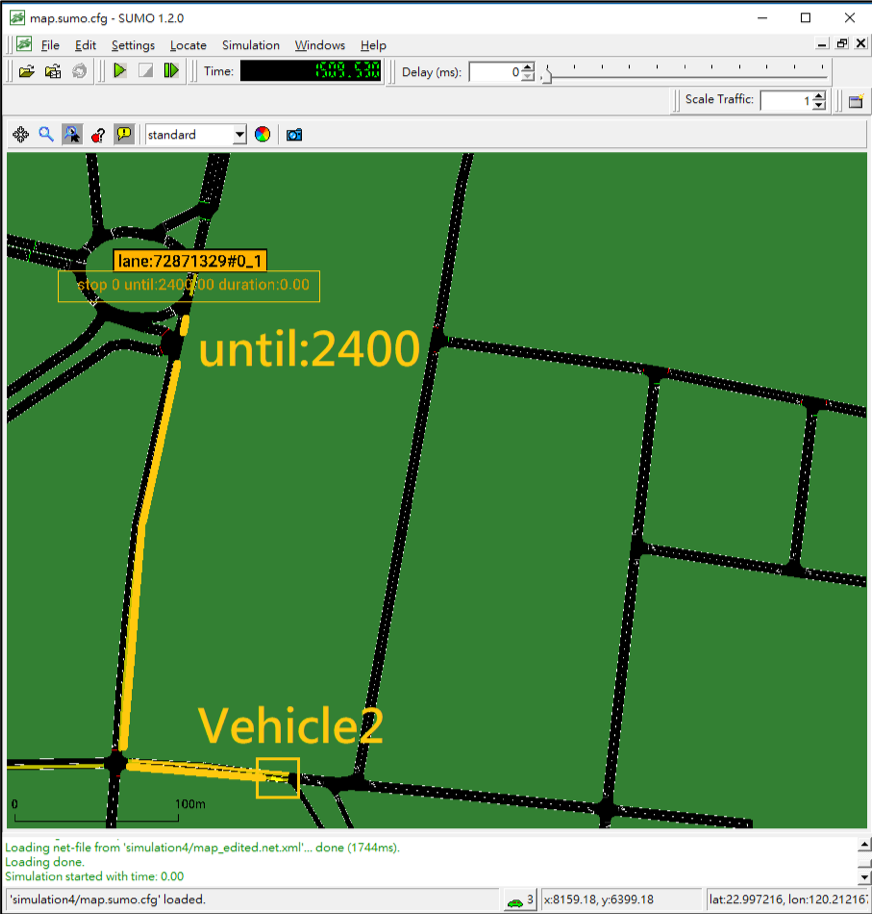 map.sumo.cfg - SUMO 1.2.0
File Edit Settings Locate Simulation Windows Help
Time: 1509.530 Delay (ms): 0
Scale Traffic: 1
standard
lane:72871329#0_1
stop 0 until:2400.00 duration:0.00
until:2400
Vehicle2
0 100m
Loading net-file from 'simulation4/map_edited.net.xml'... done (1744ms).
Loading done.
Simulation started with time: 0.00
'simulation4/map.sumo.cfg' loaded. 3 x:8159.18, y:6399.18 lat:22.997216, lon:120.212167